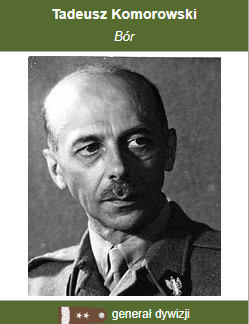 Tadeusz Komorowski
Bór
generał dywizji